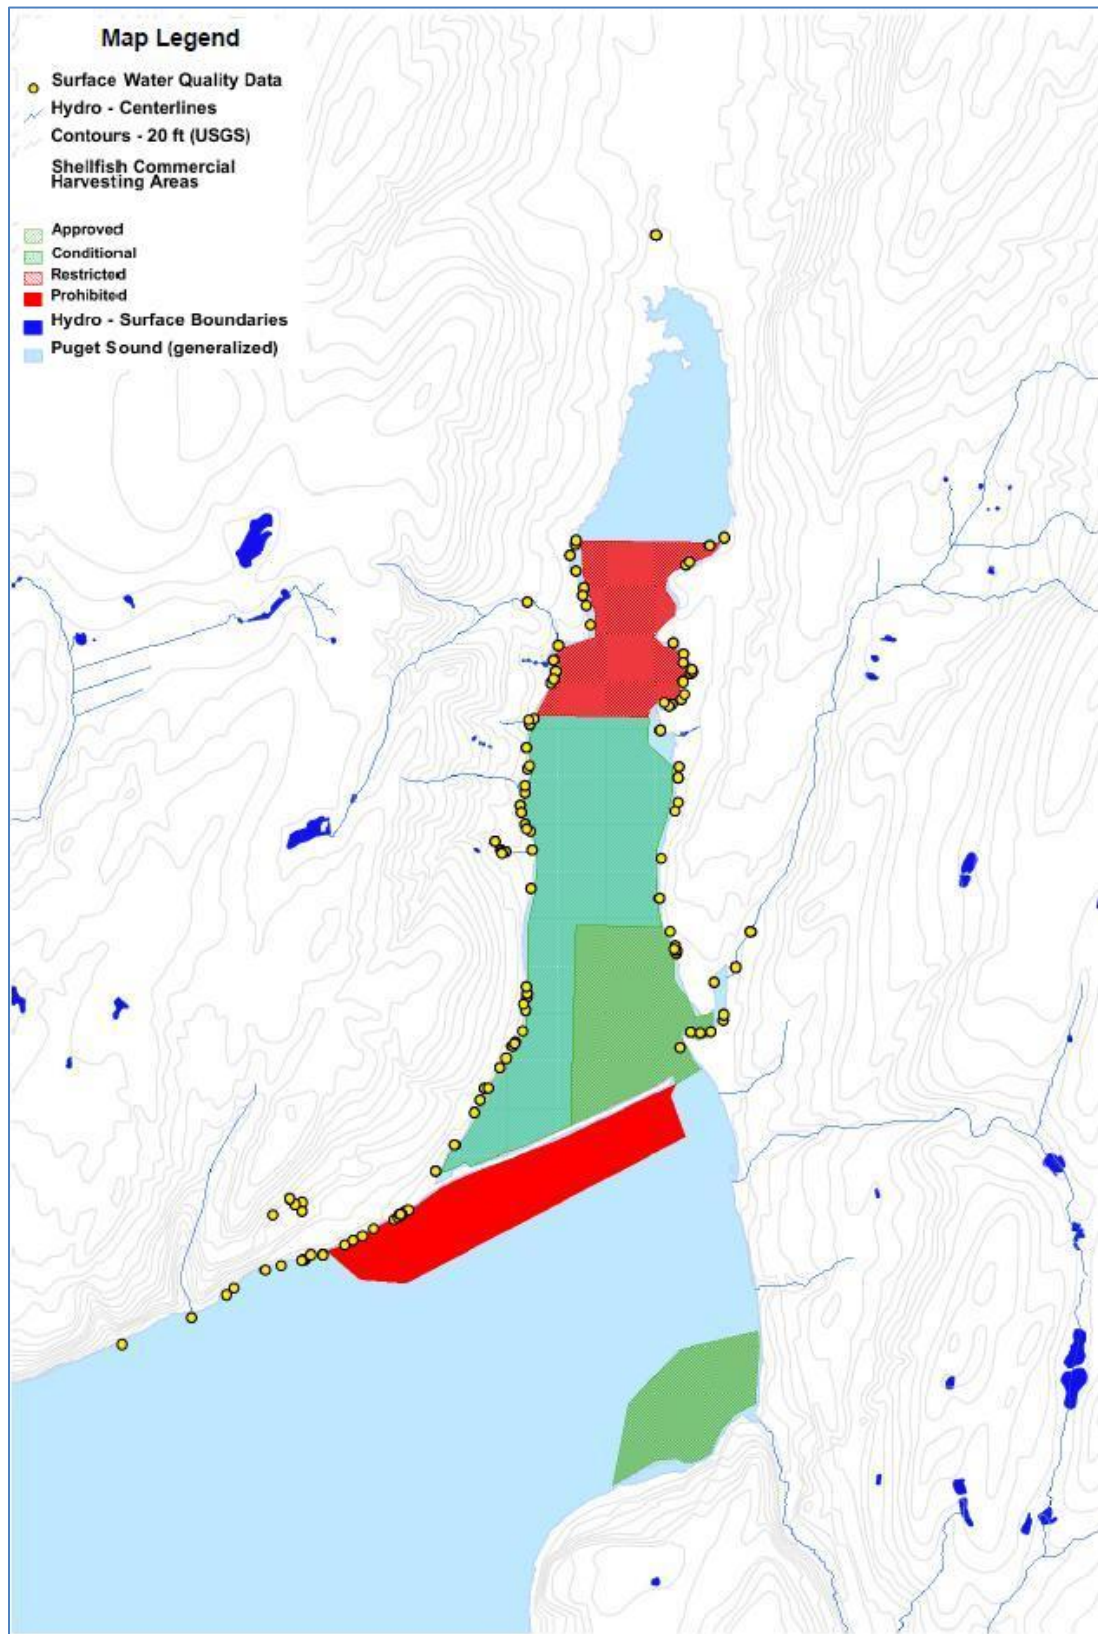 Map Legend
Surface Water Quality Data
Hydro - Centerlines
Contours - 20 ft (USGS)
Shellfish Commercial
Harvesting Areas
Approved
Conditional
Restricted
Prohibited
Hydro - Surface Boundaries
Puget Sound (generalized)